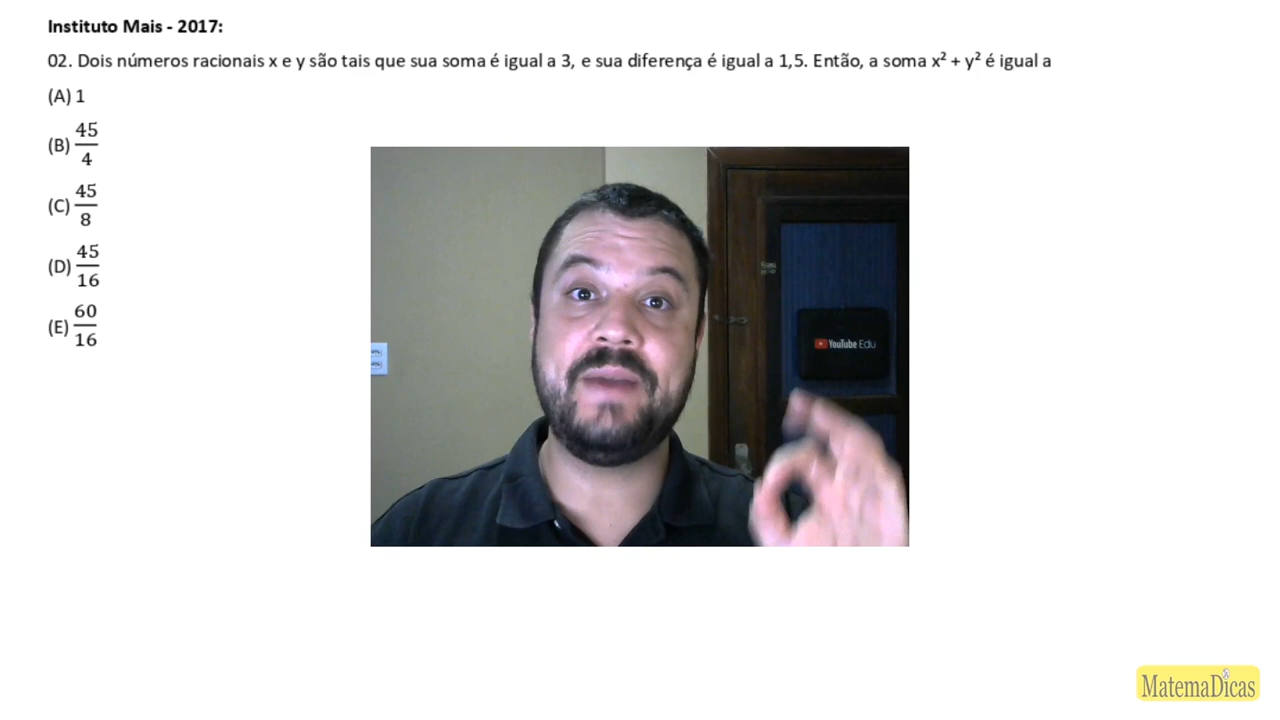 Instituto Mais - 2017:
02. Dois números racionais x e y são tais que sua soma é igual a 3, e sua diferença é igual a 1,5. Então, a soma x² + y² é igual a
(A) 1
(B) 45/4
(C) 45/8
(D) 45/16
(E) 60/16
YouTube Edu
MatemaDicas